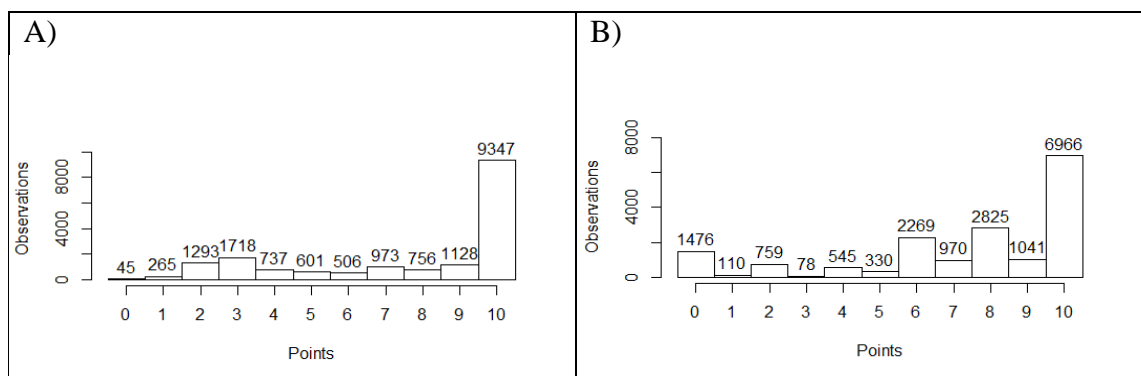 A)
Observations
0 4000 8000
45 265 1293 1718 737 601 506 973 756 1128 9347
0 1 2 3 4 5 6 7 8 9 10
Points
B)
Observations
0 4000 8000
1476 110 759 78 545 330 2269 970 2825 1041 6966
0 1 2 3 4 5 6 7 8 9 10
Points